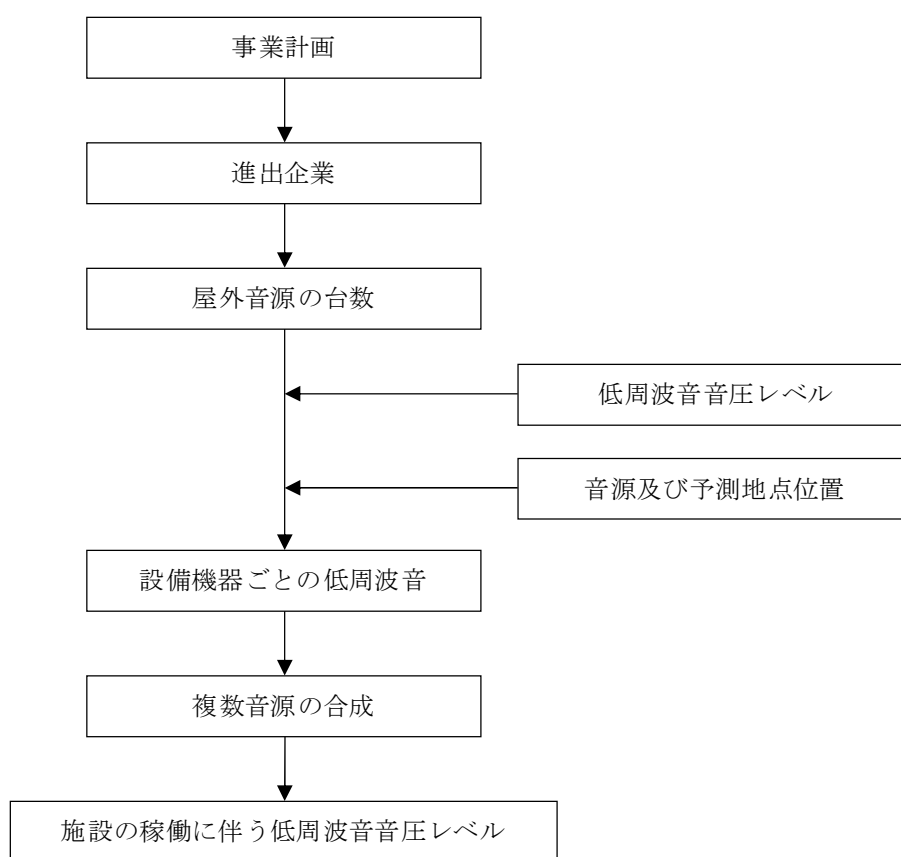 事業計画
進出企業
屋外音源の台数
低周波音音圧レベル
音源及び予測地点位置
設備機器ごとの低周波音
複数音源の合成
施設の稼働に伴う低周波音音圧レベル